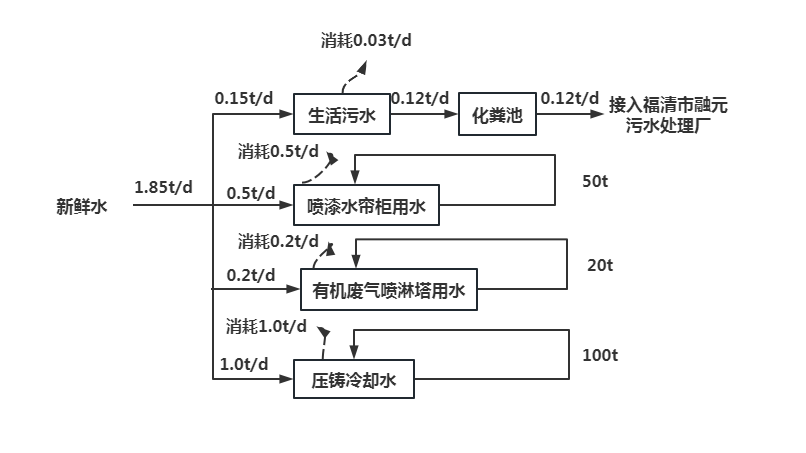 消耗0.03t/d
0.15t/d
生活污水
0.12t/d
化粪池
0.12t/d
接入福清市融元
污水处理厂
消耗0.5t/d
新鲜水
1.85t/d
0.5t/d
喷漆水帘柜用水
50t
消耗0.2t/d
0.2t/d
有机废气喷淋塔用水
20t
消耗1.0t/d
1.0t/d
压铸冷却水
100t